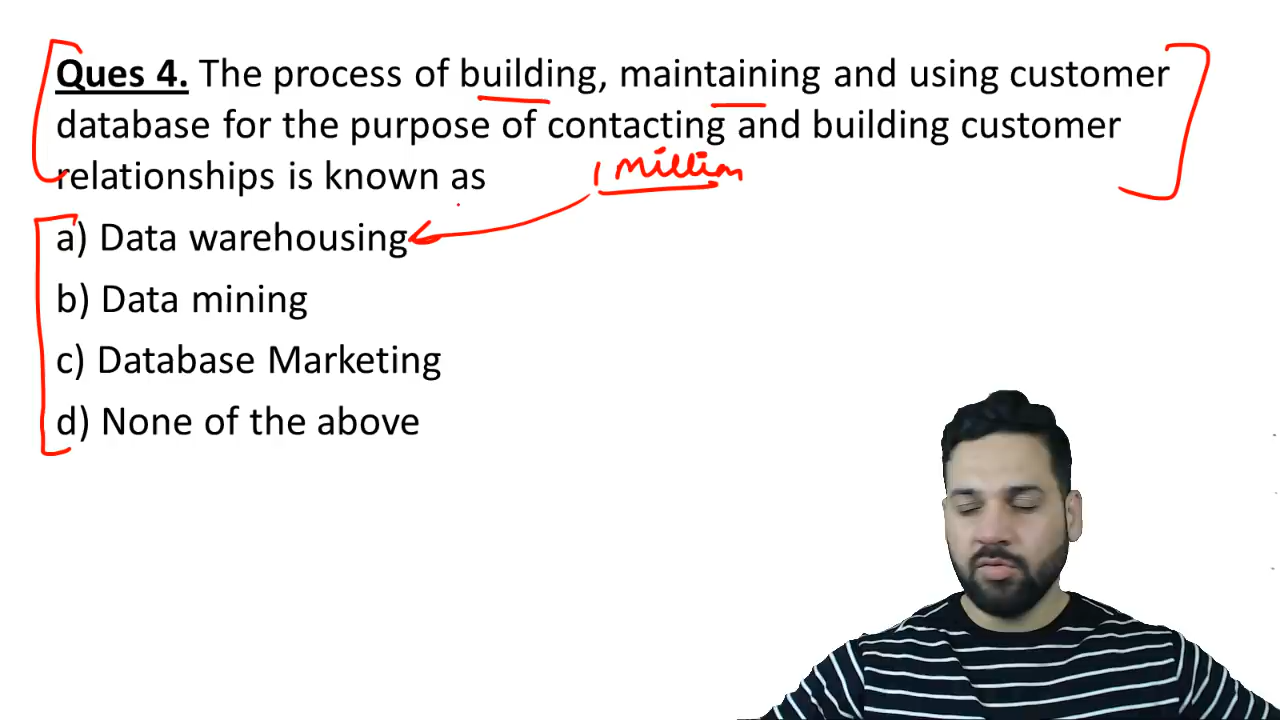 Ques 4. The process of building, maintaining and using customer
database for the purpose of contacting and building customer
relationships is known as
1 million
a) Data warehousing
b) Data mining
c) Database Marketing
d) None of the above